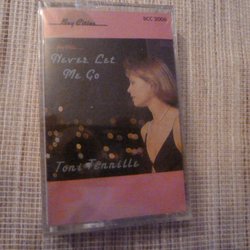 Bay Cities
BCC 2006
Never Let
Me Go
Toni Tennille